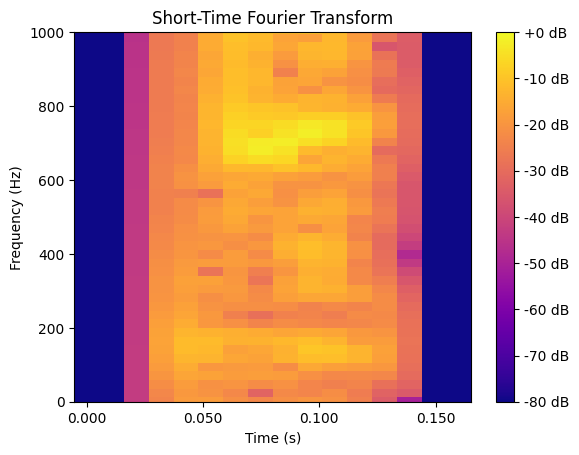 Short-Time Fourier Transform
1000
800
600
400
200
0
Frequency (Hz)
0.000
0.050
0.100
0.150
Time (s)
+0 dB
-10 dB
-20 dB
-30 dB
-40 dB
-50 dB
-60 dB
-70 dB
-80 dB